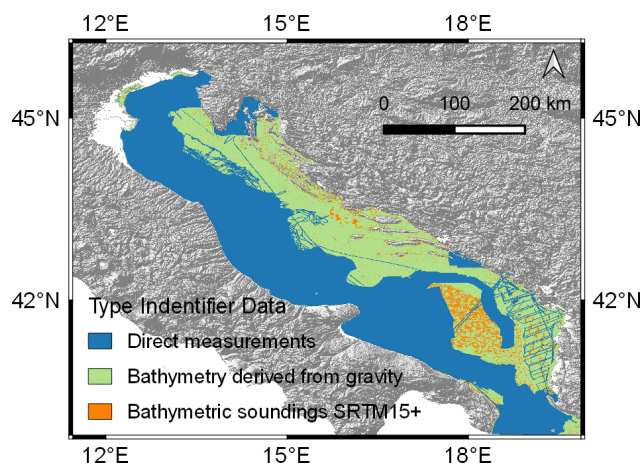 12°E 15°E 18°E
45°N 45°N
0 100 200 km
42°N 42°N
Type Indentifier Data
Direct measurements
Bathymetry derived from gravity
Bathymetric soundings SRTM15+
12°E 15°E 18°E